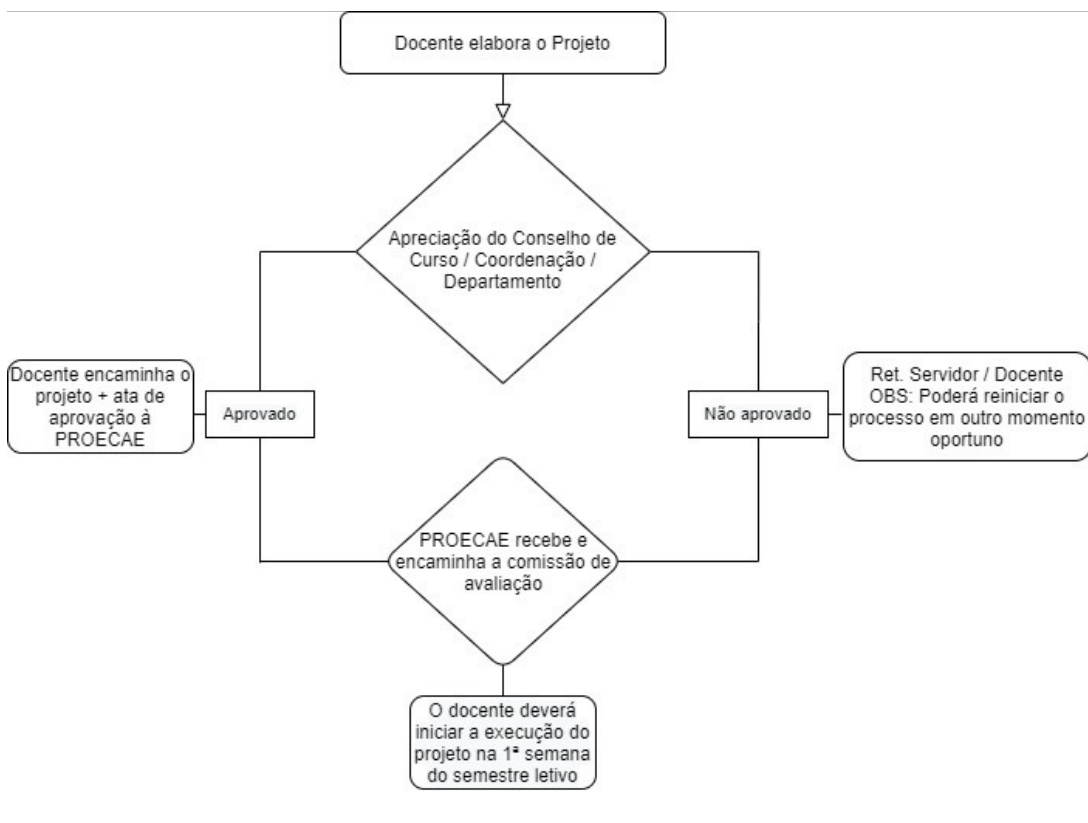 Docente elabora o Projeto
Apreciação do Conselho de
Curso / Coordenação /
Departamento
Docente encaminha o
projeto + ata de
aprovação à
PROECAE
Aprovado
Não aprovado
Ret. Servidor / Docente
OBS: Poderá reiniciar o
processo em outro momento
oportuno
PROECAE recebe e
encaminha a comissão de
avaliação
O docente deverá
iniciar a execução do
projeto na 1ª semana
do semestre letivo